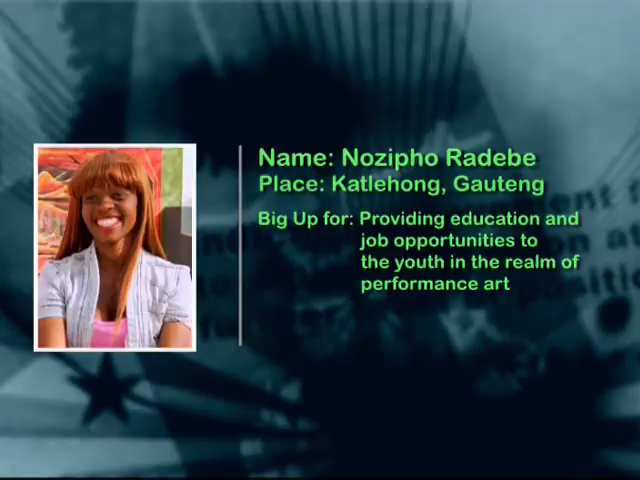 Name: Nozipho Radebe
Place: Katlehong, Gauteng
Big Up for: Providing education and
job opportunities to
the youth in the realm of
performance art